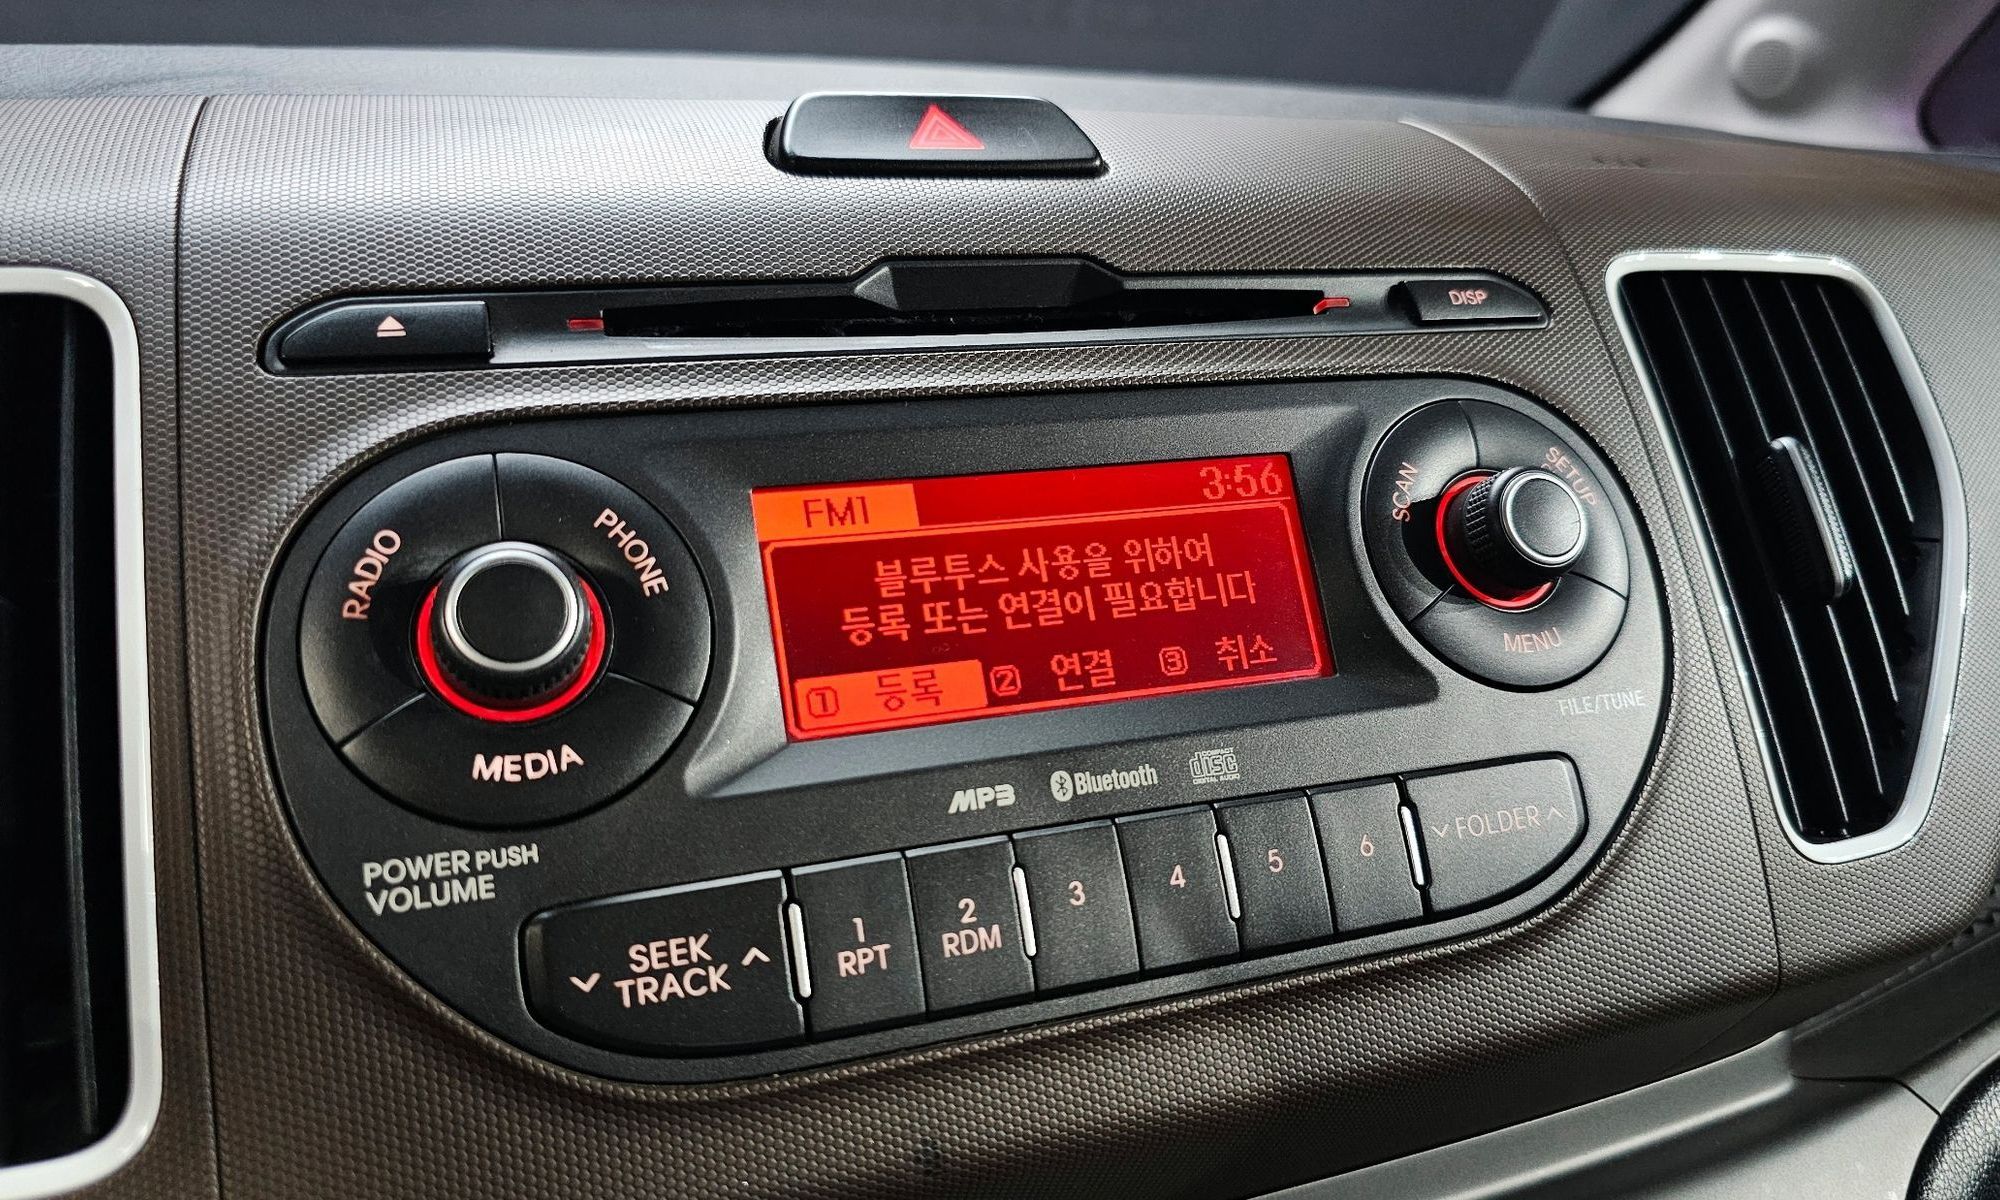 DISP
RADIO
PHONE
MEDIA
POWER PUSH
VOLUME
FM1 3:56
블루투스 사용을 위하여
등록 또는 연결이 필요합니다
1 등록 2 연결 3 취소
SCAN
SETUP
MENU
FILE/TUNE
MP3 Bluetooth COMPACT disc DIGITAL AUDIO
SEEK
TRACK
1
RPT
2
RDM
3
4
5
6
FOLDER